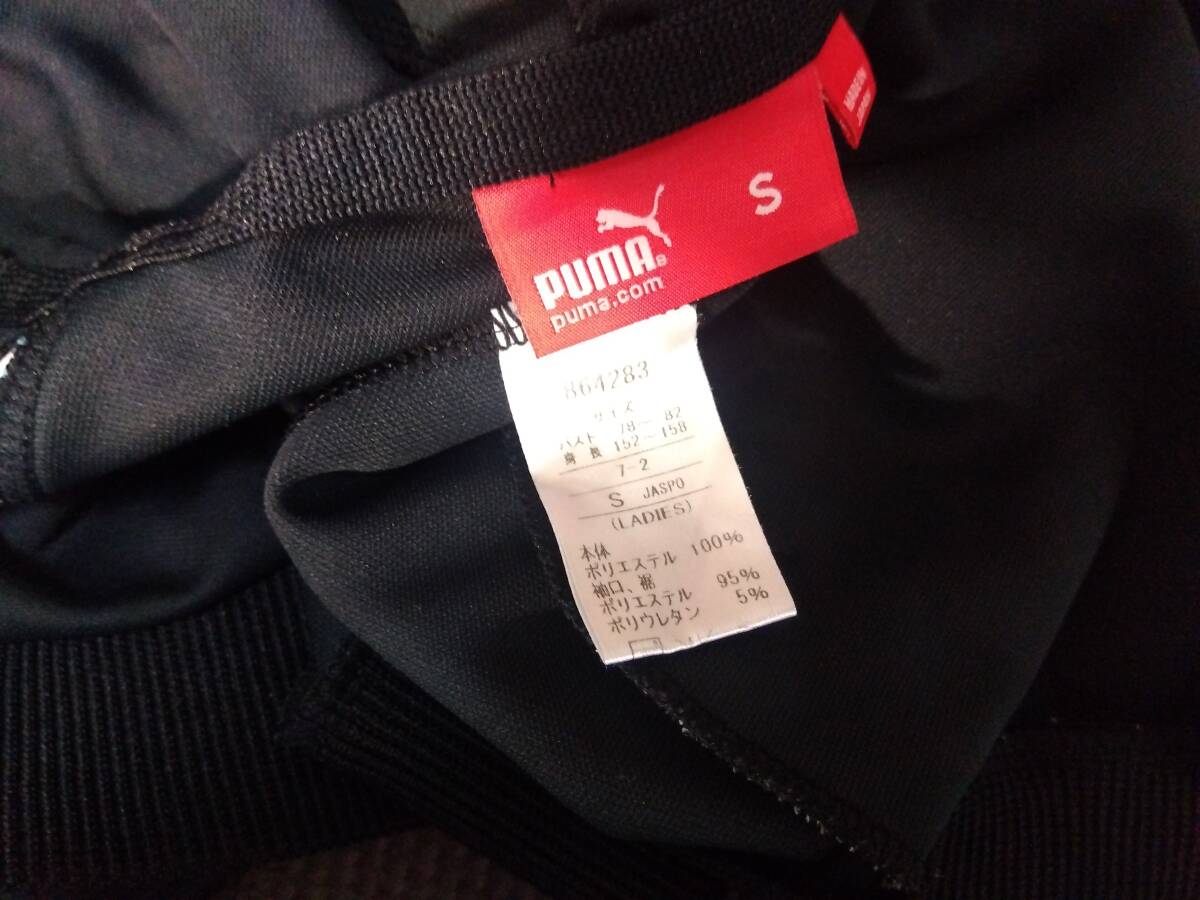 MADE IN
S
PUMA®
puma.com
864283
サイズ
バスト 78～ 82
身 長 152～158
7-2
S JASPO
(LADIES)
本体
ポリエステル 100%
袖口、裾
ポリエステル 95%
ポリウレタン 5%